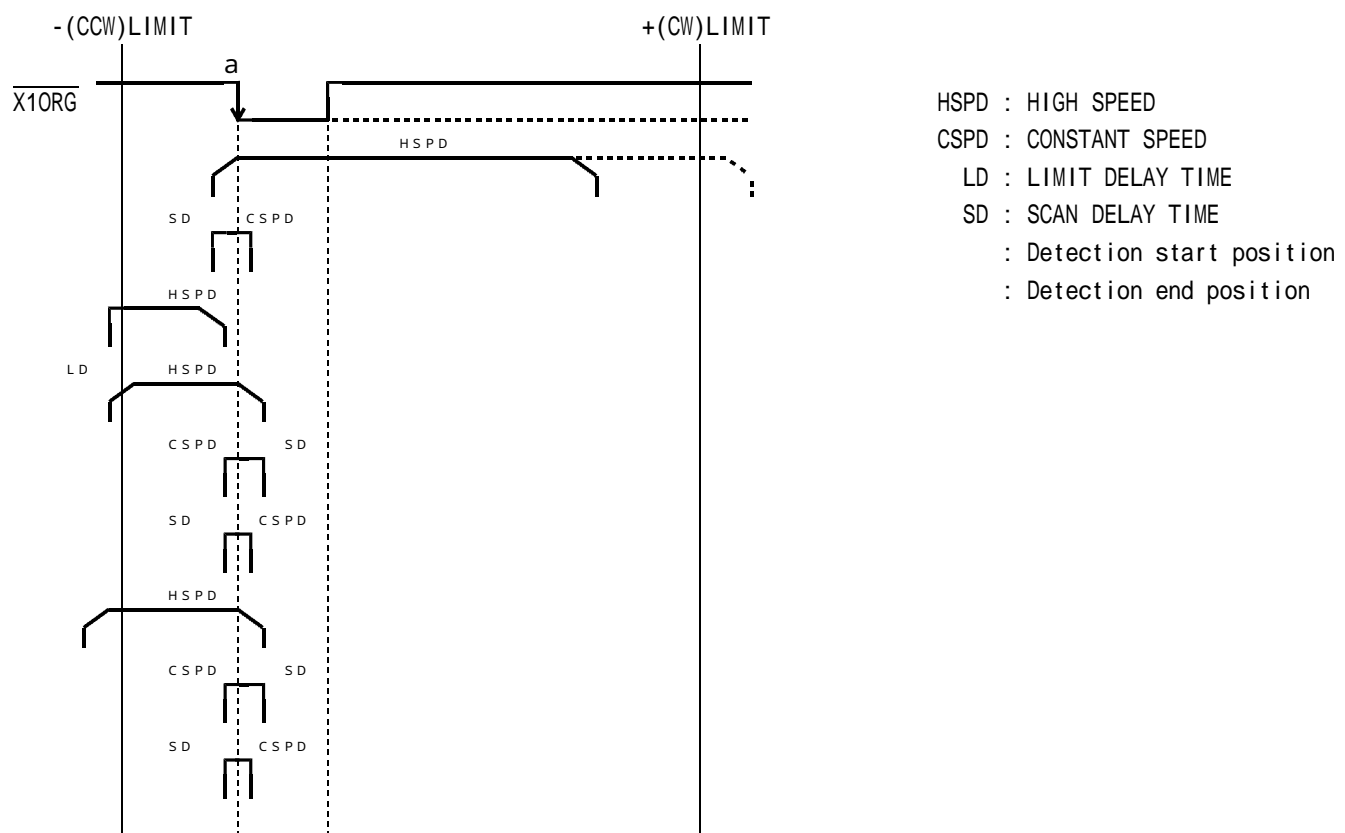 -(CCW)LIMIT +(CW)LIMIT
a
X1ORG
HSPD : HIGH SPEED
CSPD : CONSTANT SPEED
LD : LIMIT DELAY TIME
SD : SCAN DELAY TIME
: Detection start position
: Detection end position
HSPD
SD CSPD
HSPD
LD HSPD
CSPD SD
SD CSPD
HSPD
CSPD SD
SD CSPD